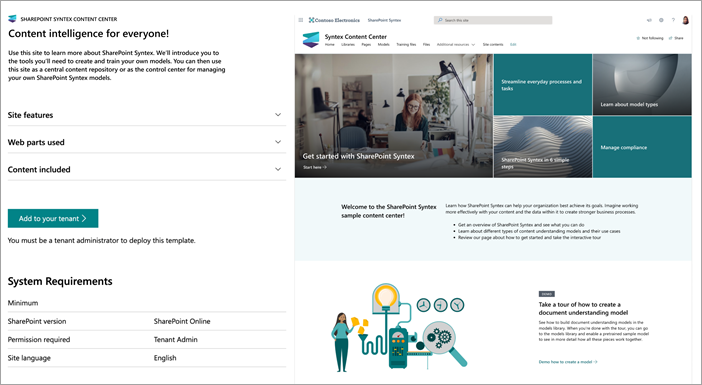 SHAREPOINT SYNTEX CONTENT CENTER
Content intelligence for everyone!
Use this site to learn more about SharePoint Syntex. We'll introduce you to
the tools you'll need to create and train your own models. You can then use
this site as a central content repository or as the control center for managing
your own SharePoint Syntex models.
Site features
Web parts used
Content included
Add to your tenant
You must be a tenant administrator to deploy this template.
System Requirements
Minimum
SharePoint version SharePoint Online
Permission required Tenant Admin
Site language English
Contoso Electronics SharePoint Syntex Search this site
Syntex Content Center
Home Libraries Pages Models Training files Files Additional resources Site contents Edit
Not following Share
Get started with SharePoint Syntex
Start here
Streamline everyday processes and
tasks
Learn about model types
SharePoint Syntex in 6 simple
steps
Manage compliance
Welcome to the SharePoint Syntex
sample content center!
Learn how SharePoint Syntex can help your organization best achieve its goals. Imagine working
more effectively with your content and the data within it to create stronger business processes.
• Get an overview of SharePoint Syntex and see what you can do
• Learn about different types of content understanding models and their use cases
• Review our page about how to get started and take the interactive tour
Take a tour of how to create a
document understanding model
See how to build document understanding models in the
models library. When you're done with the tour, you can go
to the models library and enable a pretrained sample model
to see in more detail how all these pieces work together.
Demo how to create a model